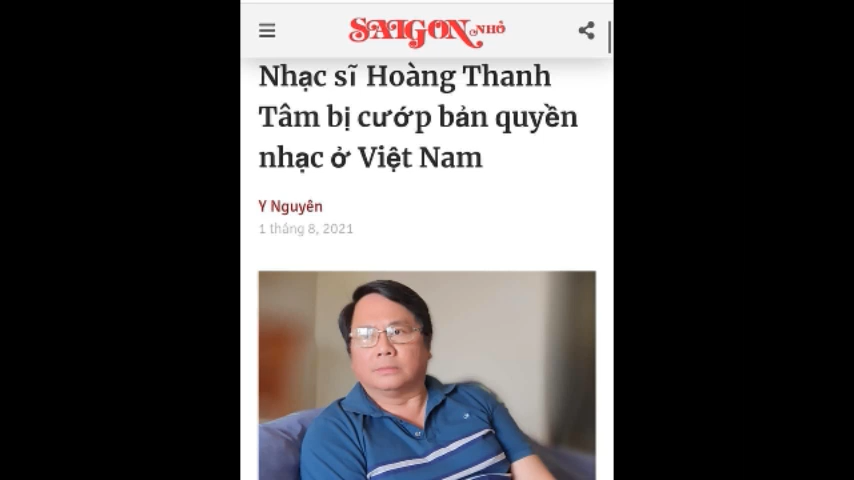 SAIGON NHỎ
Nhạc sĩ Hoàng Thanh
Tâm bị cướp bản quyền
nhạc ở Việt Nam
Y Nguyên
1 tháng 8, 2021